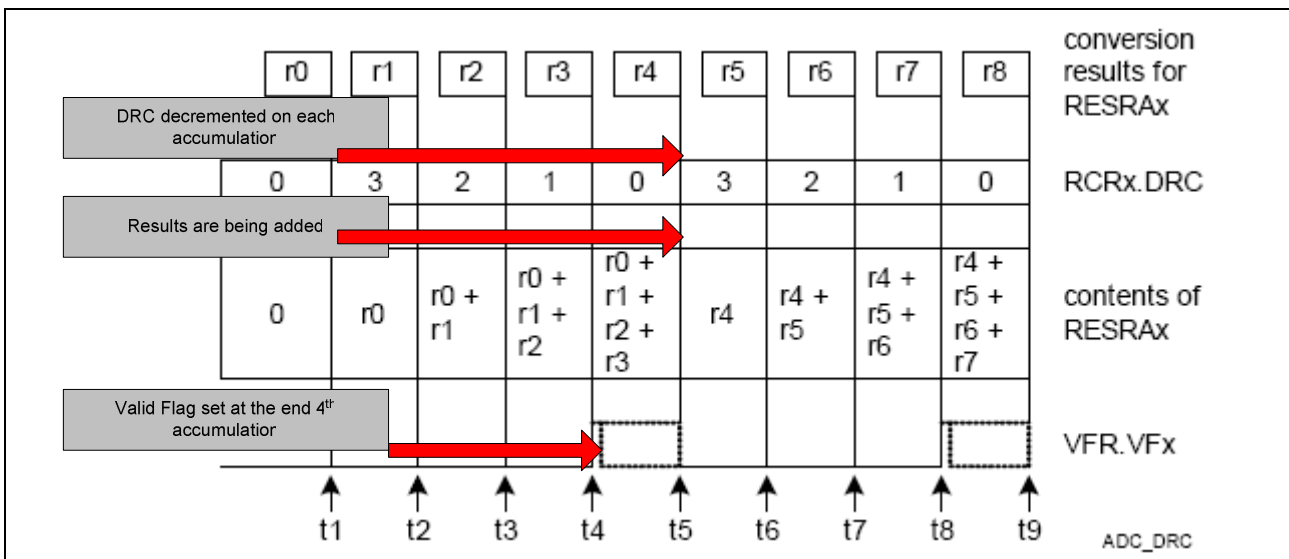 conversion
results for
RESRAx
r0 r1 r2 r3 r4 r5 r6 r7 r8
DRC decremented on each
accumulatior
0 3 2 1 0 3 2 1 0 RCRx.DRC
Results are being added
0 r0 r0 + r1 r0 + r1 + r2 r0 + r1 + r2 + r3 r4 r4 + r5 r4 + r5 + r6 r4 + r5 + r6 + r7
contents of
RESRAx
Valid Flag set at the end 4th
accumulatior
VFR.VFx
t1 t2 t3 t4 t5 t6 t7 t8 t9
ADC_DRC